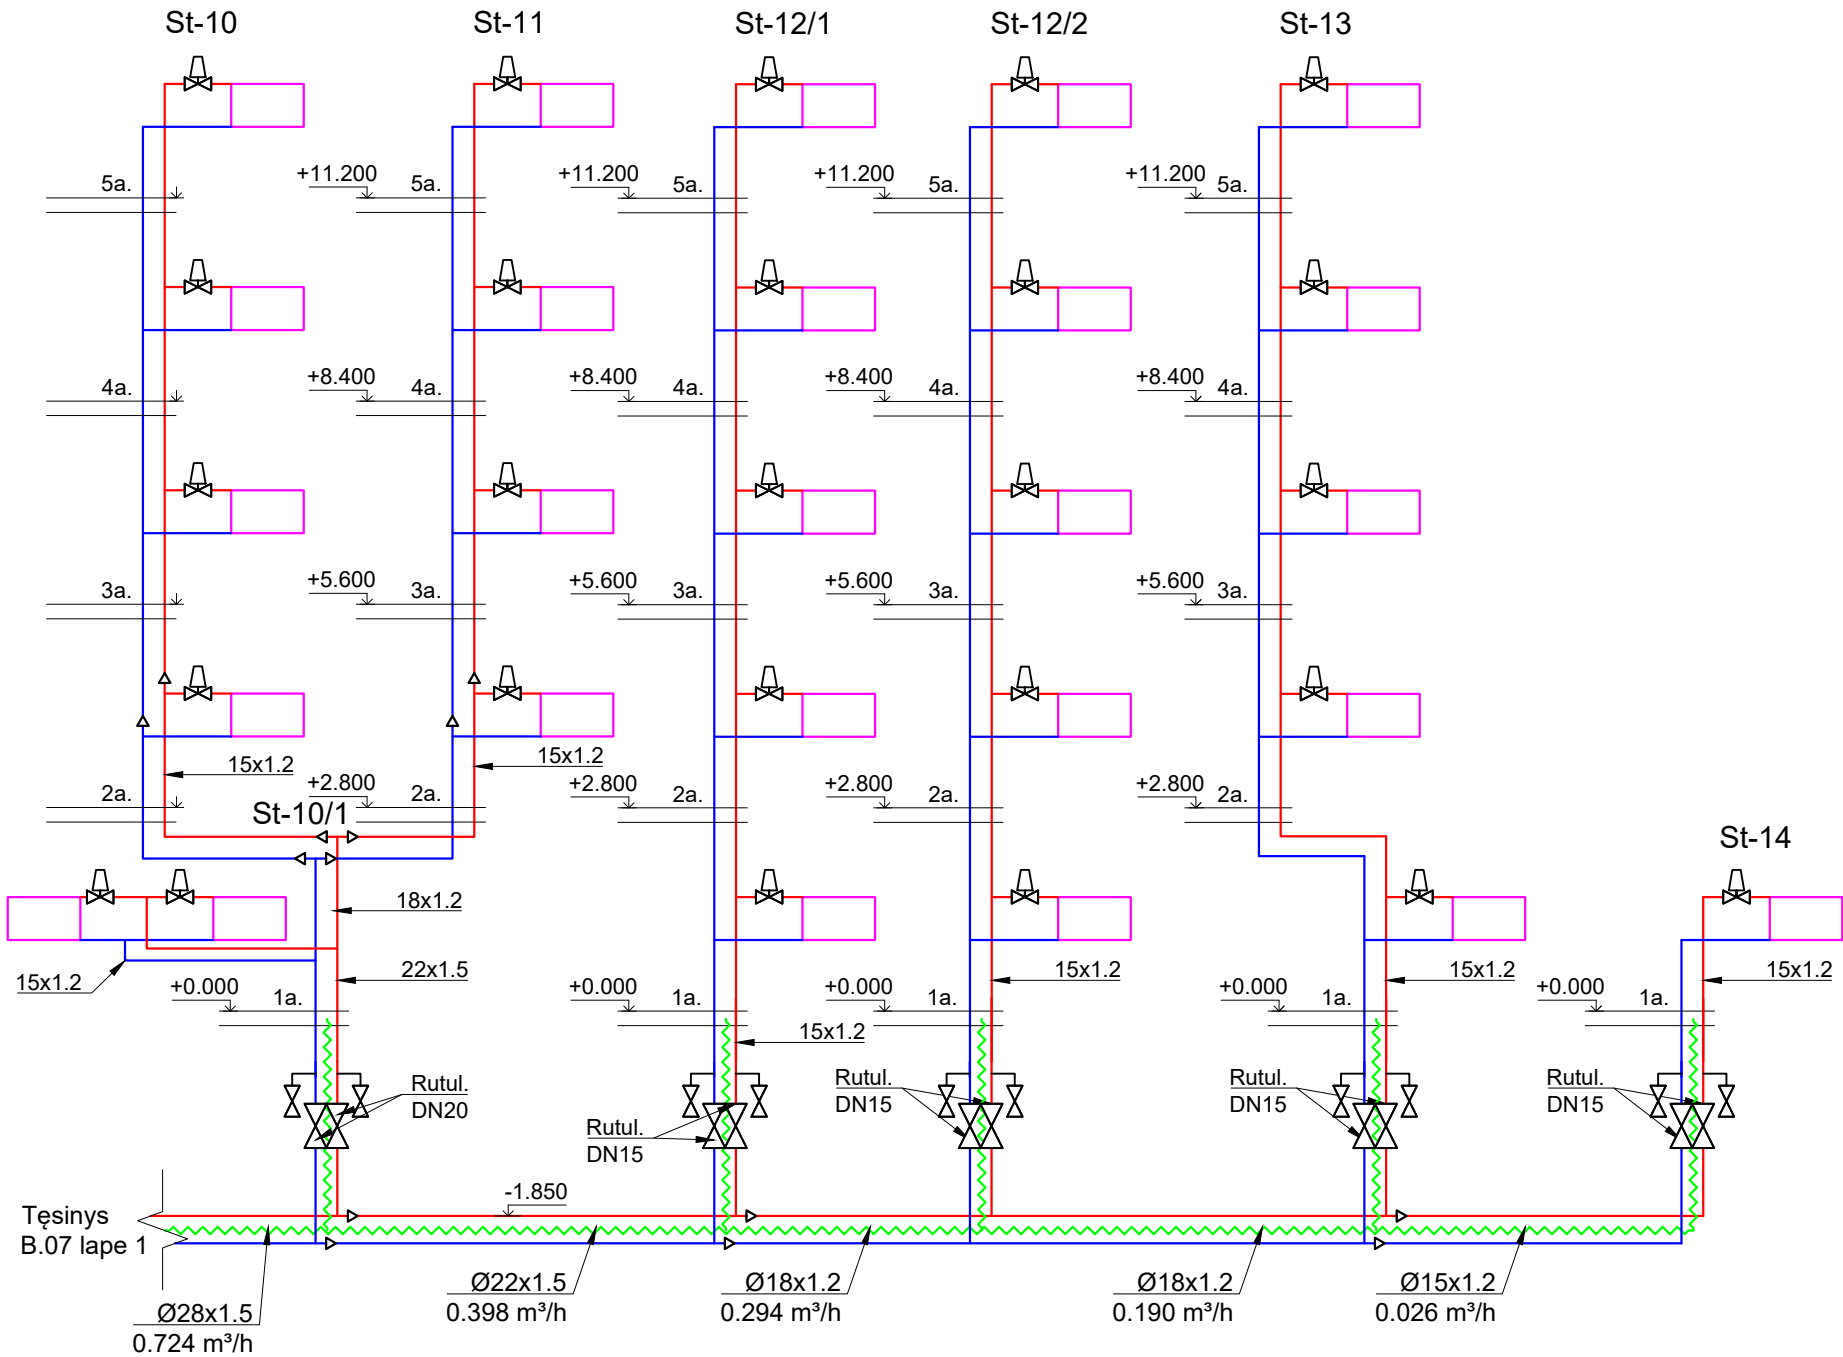 St-10 St-11 St-12/1 St-12/2 St-13
5a. +11.200 5a. +11.200 5a. +11.200 5a. +11.200 5a.
4a. +8.400 4a. +8.400 4a. +8.400 4a. +8.400 4a.
3a. +5.600 3a. +5.600 3a. +5.600 3a. +5.600 3a.
15x1.2 15x1.2
2a. +2.800 2a. +2.800 2a. +2.800 2a. +2.800 2a.
St-10/1 St-14
18x1.2
15x1.2 22x1.5 15x1.2 15x1.2 15x1.2
+0.000 1a. +0.000 1a. +0.000 1a. +0.000 1a. +0.000 1a.
15x1.2
Rutul.
DN20
Rutul.
DN15
Rutul.
DN15
Rutul.
DN15
Rutul.
DN15
-1.850
Tęsinys
B.07 lape 1
Ø28x1.5
0.724 m³/h
Ø22x1.5
0.398 m³/h
Ø18x1.2
0.294 m³/h
Ø18x1.2
0.190 m³/h
Ø15x1.2
0.026 m³/h